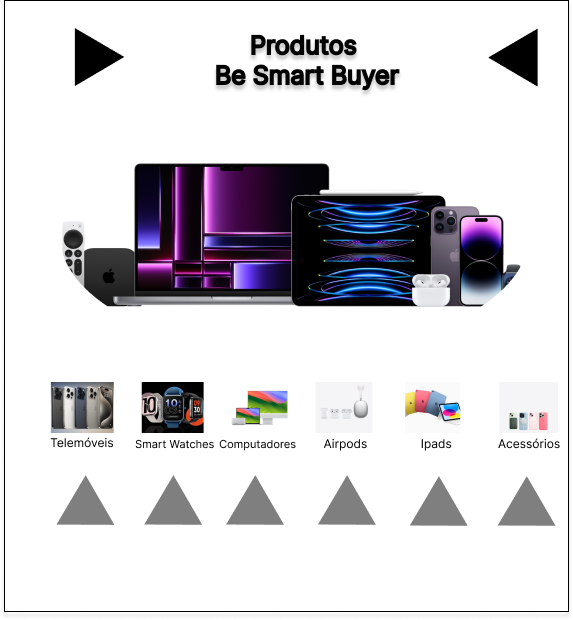 Produtos
Be Smart Buyer
Telemóveis
Smart Watches
Computadores
Airpods
Ipads
Acessórios